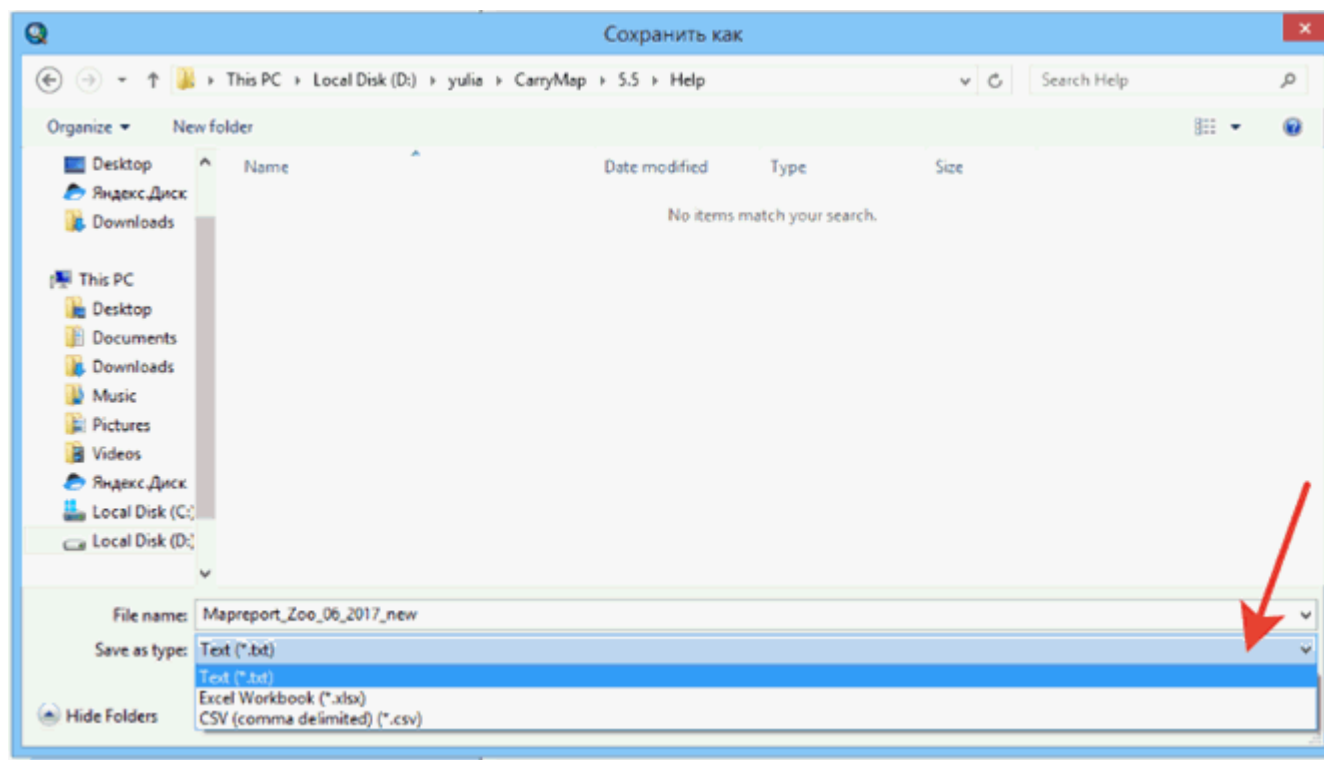 Сохранить как
This PC Local Disk (D:) yulia CarryMap 5.5 Help Search Help
Organize New folder
Desktop
Яндекс.Диск
Downloads
This PC
Desktop
Documents
Downloads
Music
Pictures
Videos
Яндекс.Диск
Local Disk (C:)
Local Disk (D:)
Name Date modified Type Size
No items match your search.
File name: Mapreport_Zoo_06_2017_new
Save as type: Text (*.txt)
Text (*.txt)
Excel Workbook (*.xlsx)
CSV (comma delimited) (*.csv)
Hide Folders